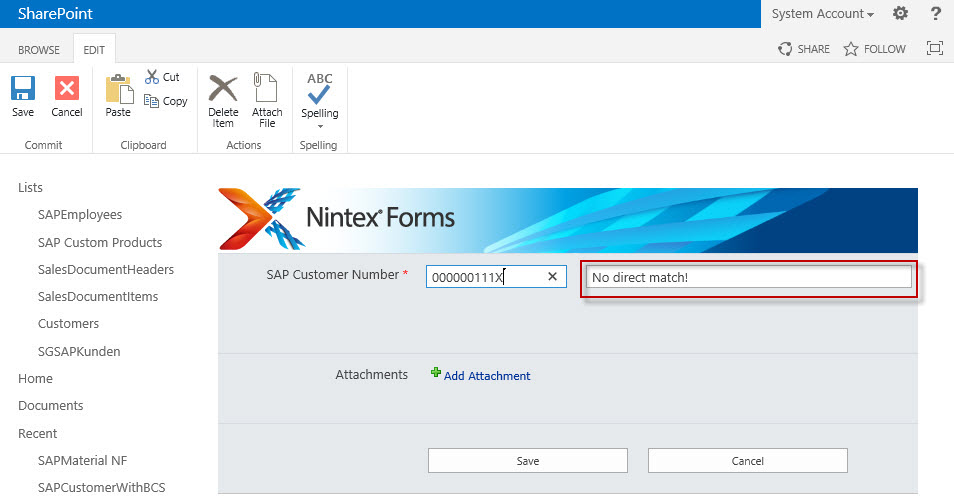 SharePoint
System Account
?
BROWSE
EDIT
SHARE
FOLLOW
Save
Cancel
Paste
Cut
Copy
Delete
Item
Attach
File
ABC
Spelling
Commit
Clipboard
Actions
Spelling
Lists
SAPEmployees
SAP Custom Products
SalesDocumentHeaders
SalesDocumentItems
Customers
SGSAPKunden
Home
Documents
Recent
SAPMaterial NF
SAPCustomerWithBCS
Nintex® Forms
SAP Customer Number *
000000111X
No direct match!
Attachments
Add Attachment
Save
Cancel